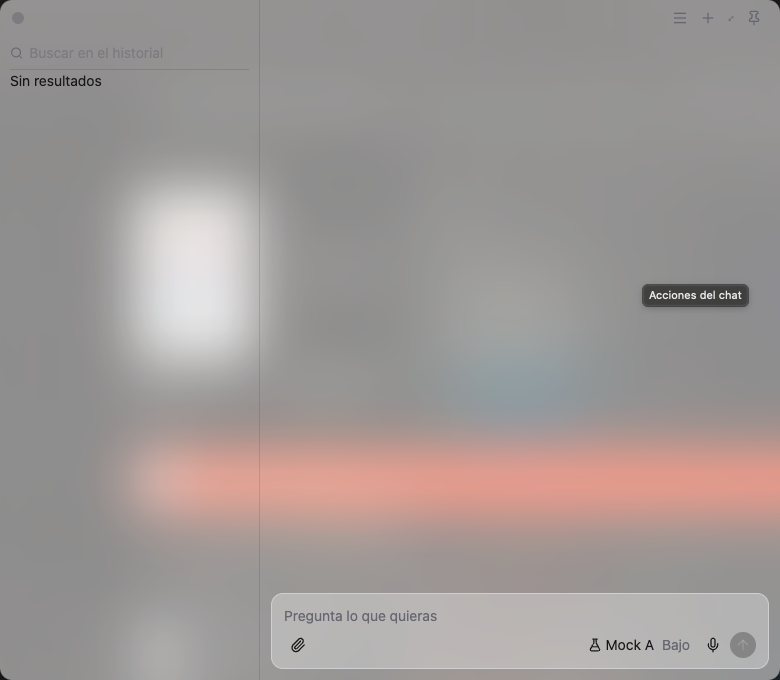 Buscar en el historial
Sin resultados
Acciones del chat
Pregunta lo que quieras
Mock A Bajo